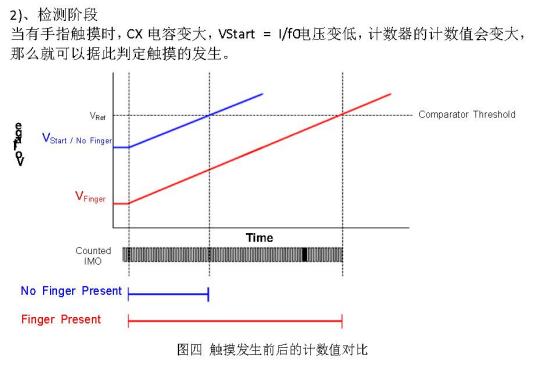 2)、检测阶段
当有手指触摸时，CX 电容变大，VStart = I/fC电压变低，计数器的计数值会变大，
那么就可以据此判定触摸的发生。
VRef
Comparator Threshold
VStart / No Finger
VFinger
Time
Counted
IMO
No Finger Present
Finger Present
图四 触摸发生前后的计数值对比